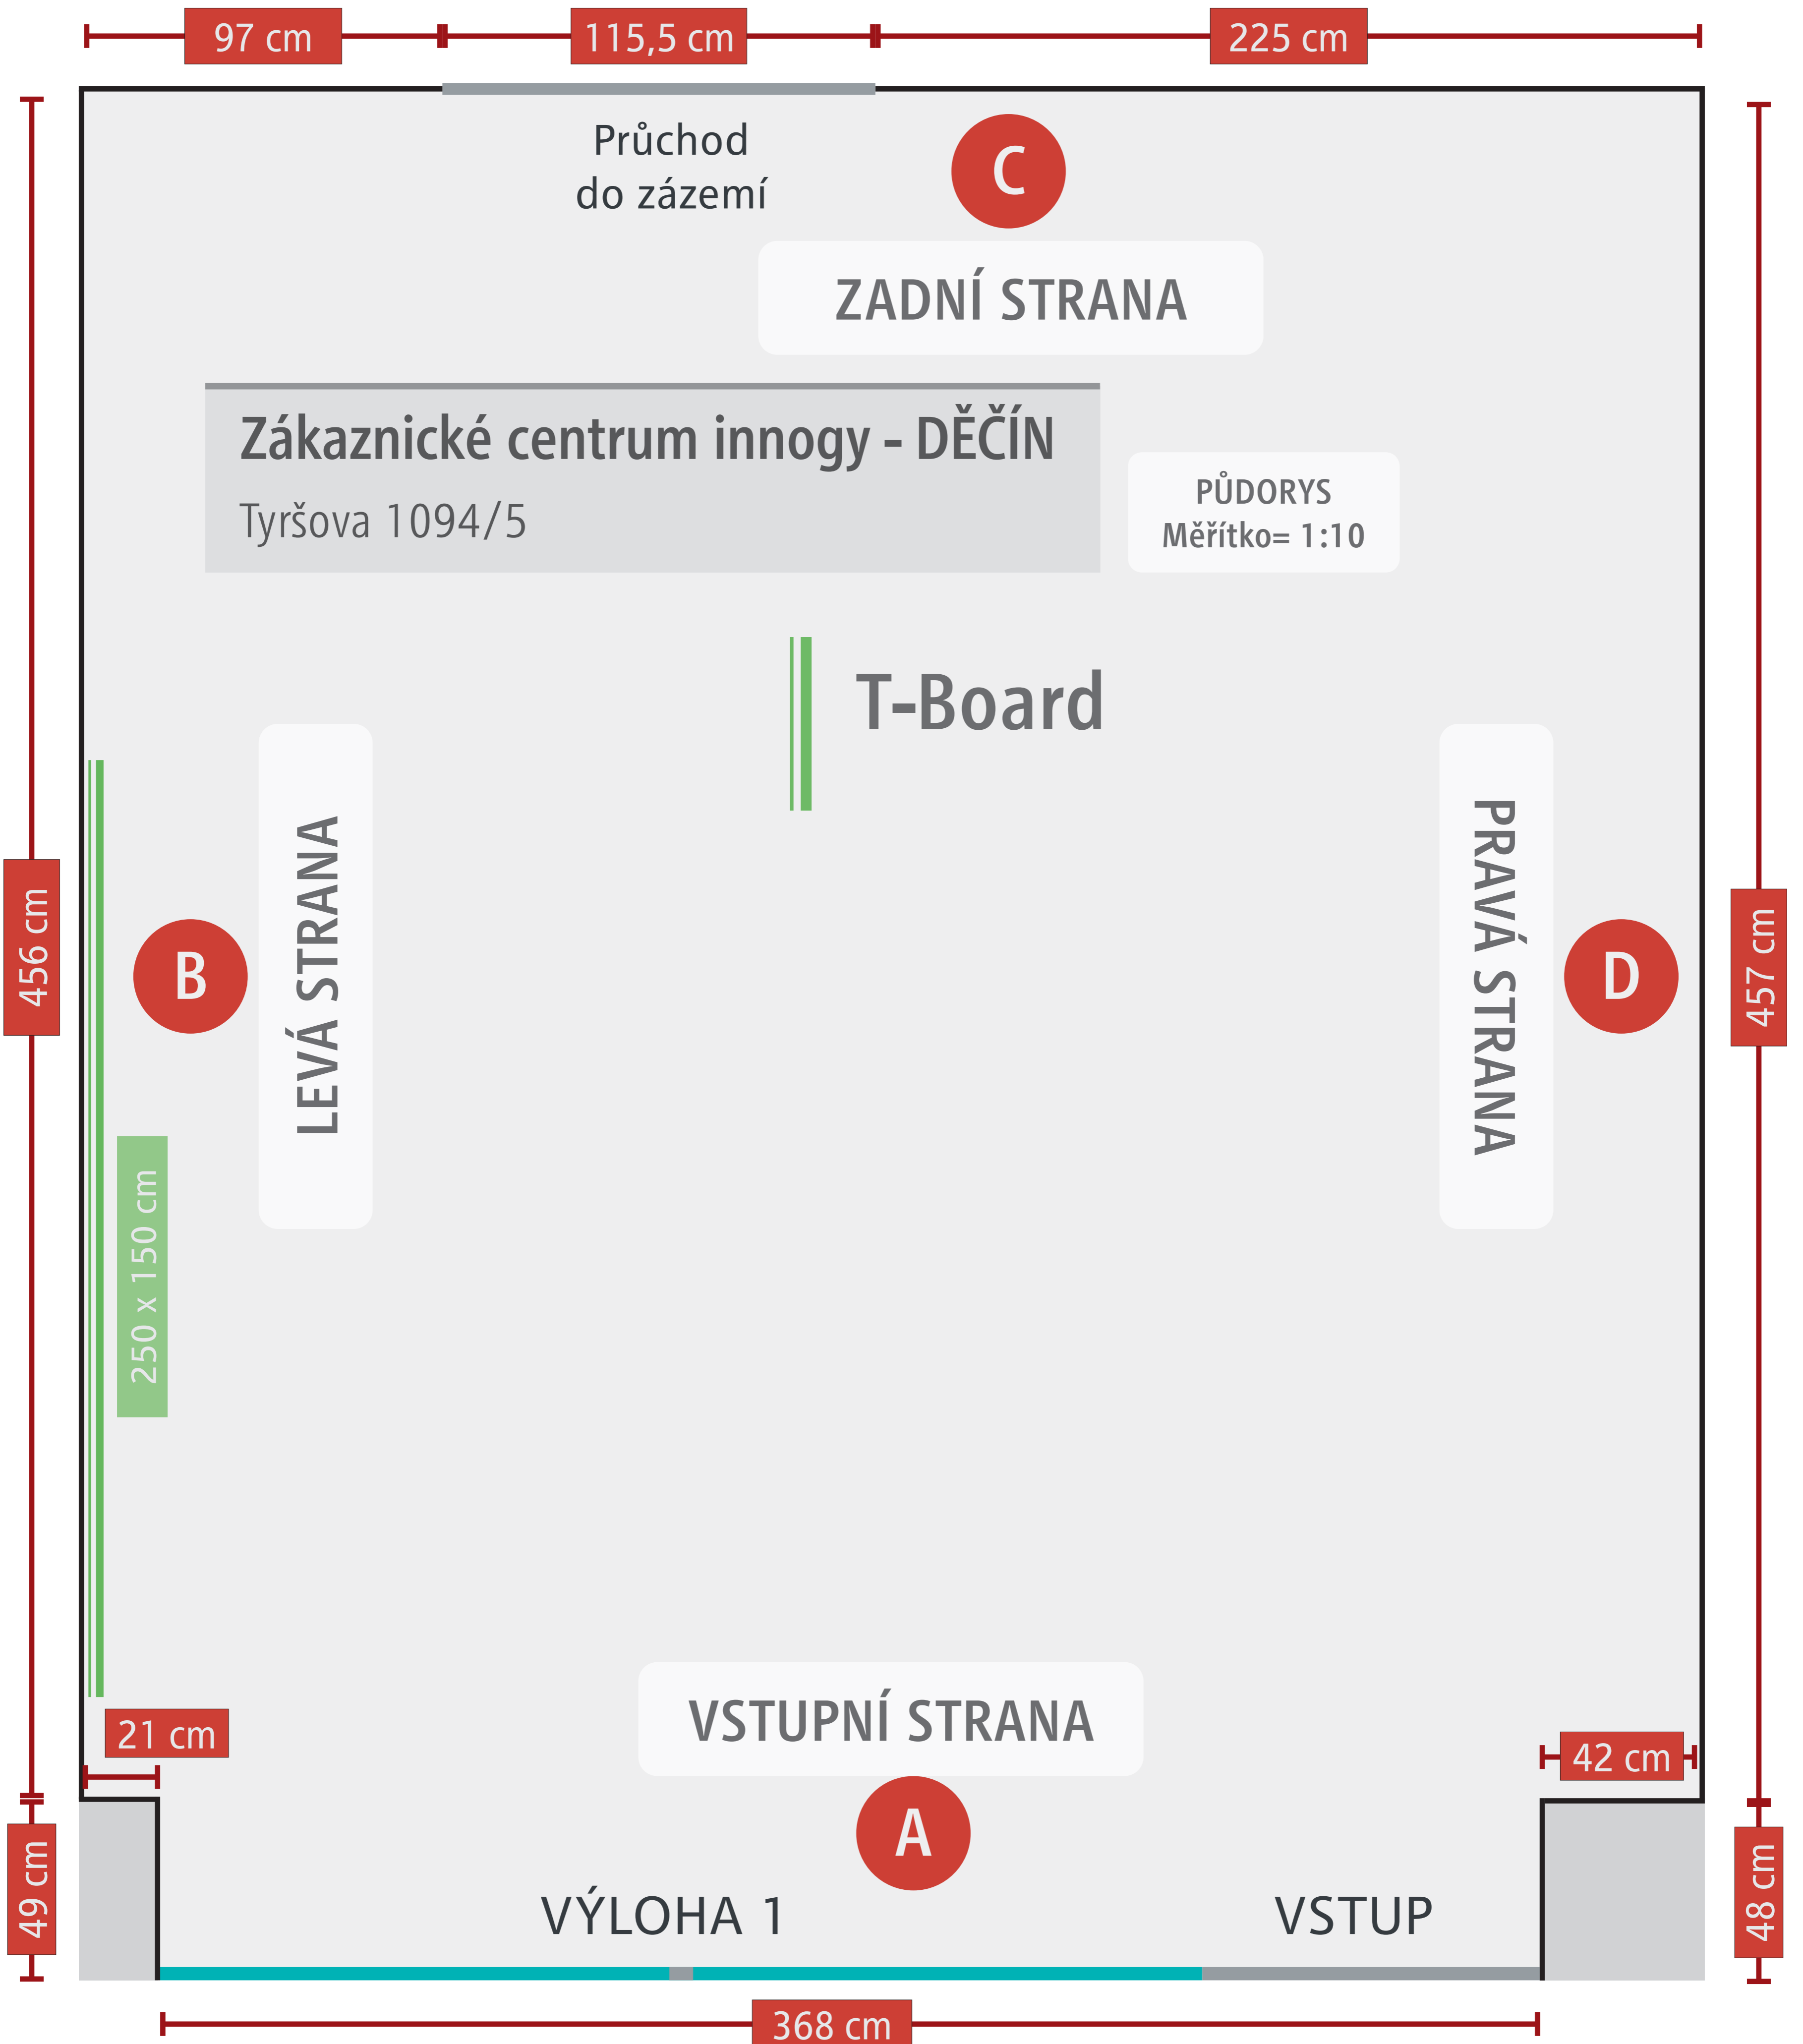 97 cm
115,5 cm
225 cm
Průchod
do zázemí
C
ZADNÍ STRANA
Zákaznické centrum innogy - DĚČÍN
Tyršova 1094/5
PŮDORYS
Měřítko= 1:10
T-Board
LEVÁ STRANA
PRAVÁ STRANA
456 cm
B
D
457 cm
250 x 150 cm
VSTUPNÍ STRANA
21 cm
42 cm
A
49 cm
48 cm
VÝLOHA 1
VSTUP
368 cm